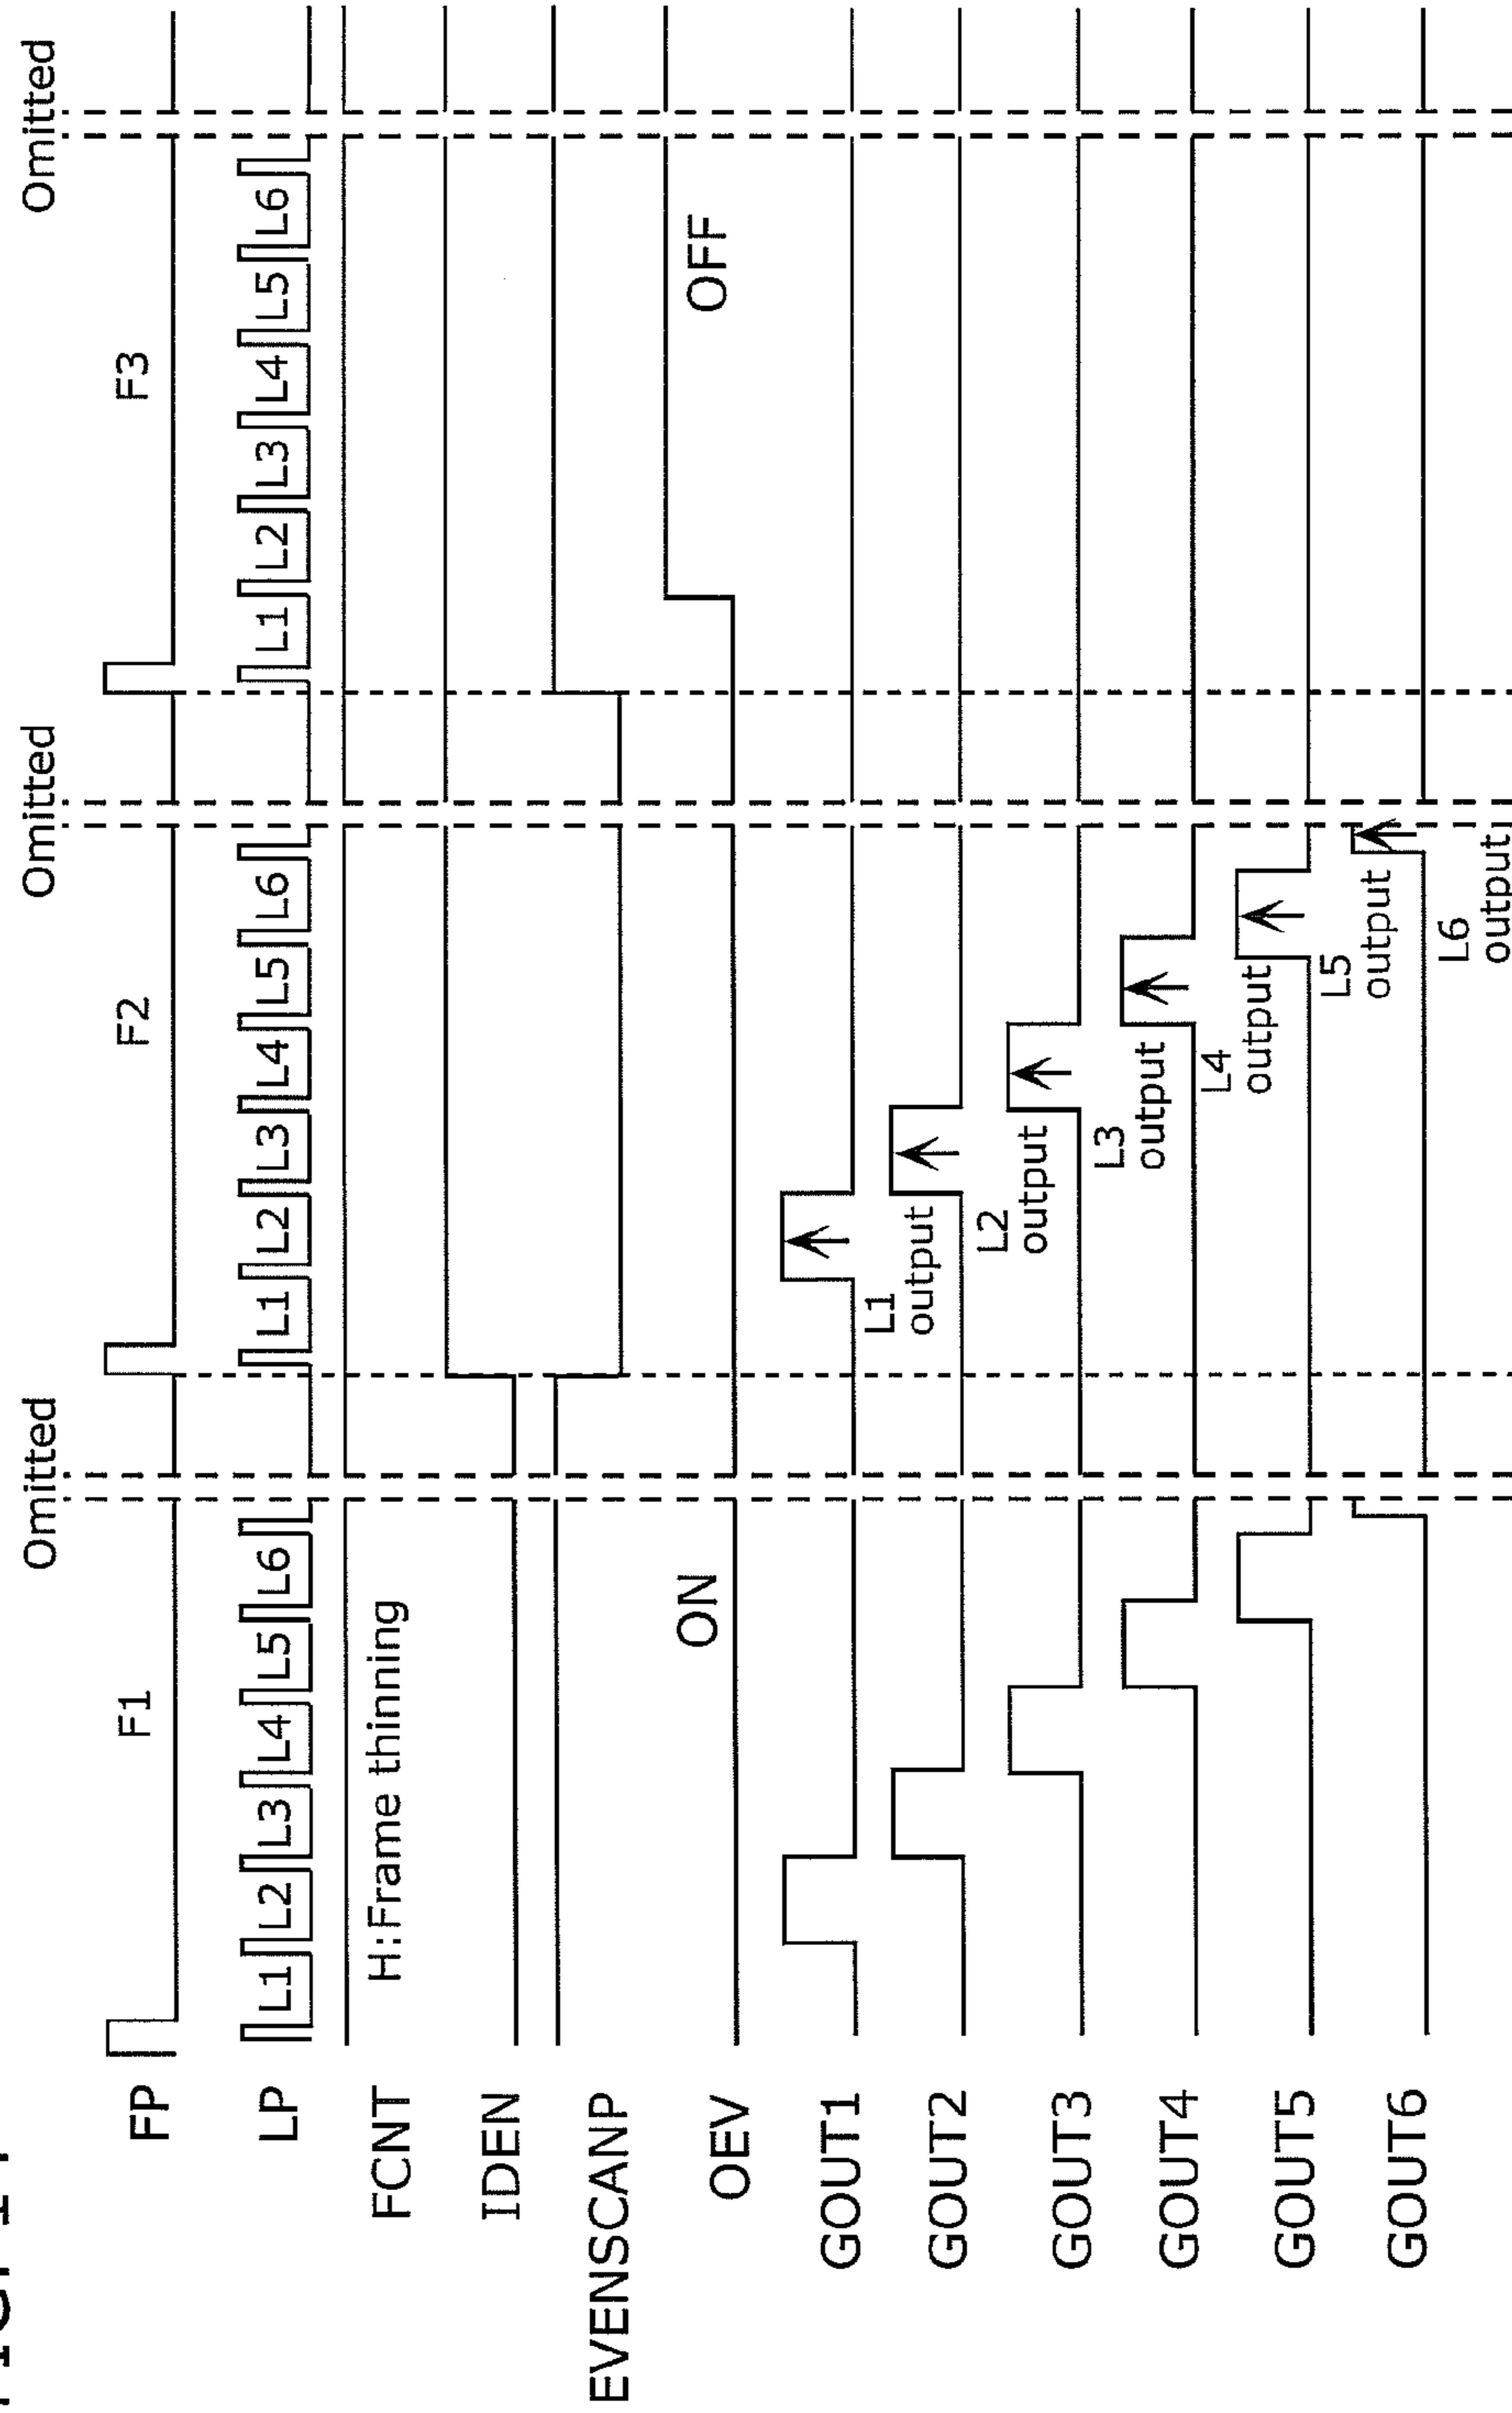 Omitted
Omitted
Omitted
FP
F1
F2
F3
LP
L1 L2 L3 L4 L5 L6
L1 L2 L3 L4 L5 L6
L1 L2 L3 L4 L5 L6
FCNT
H:Frame thinning
IDEN
EVENSCANP
OEV
ON
OFF
GOUT1
L1
output
GOUT2
L2
output
GOUT3
L3
output
GOUT4
L4
output
GOUT5
L5
output
GOUT6
L6
output